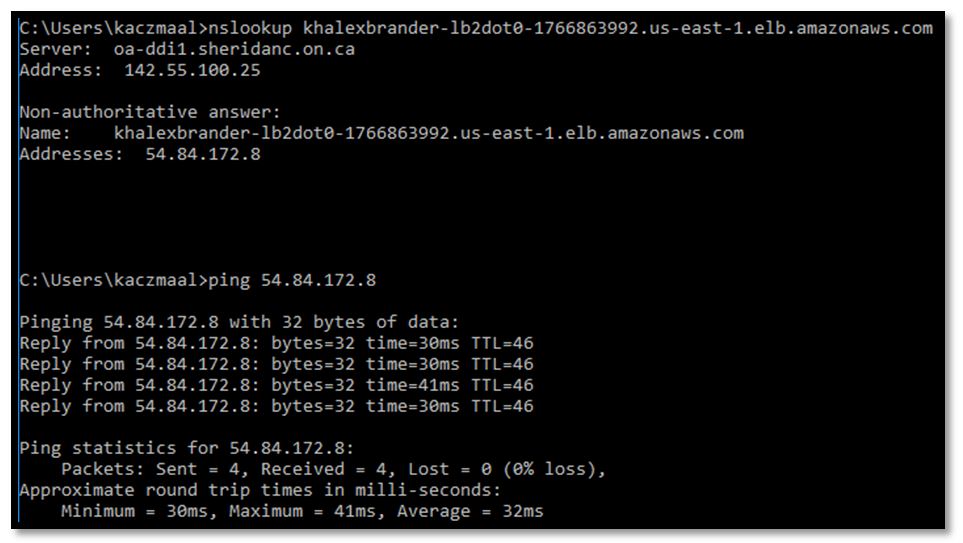 C:\Users\kaczmaal>nslookup khalexbrander-lb2dot0-1766863992.us-east-1.elb.amazonaws.com
Server:  oa-ddi1.sheridanc.on.ca
Address:  142.55.100.25
Non-authoritative answer:
Name:    khalexbrander-lb2dot0-1766863992.us-east-1.elb.amazonaws.com
Addresses:  54.84.172.8
C:\Users\kaczmaal>ping 54.84.172.8
Pinging 54.84.172.8 with 32 bytes of data:
Reply from 54.84.172.8: bytes=32 time=30ms TTL=46
Reply from 54.84.172.8: bytes=32 time=30ms TTL=46
Reply from 54.84.172.8: bytes=32 time=41ms TTL=46
Reply from 54.84.172.8: bytes=32 time=30ms TTL=46
Ping statistics for 54.84.172.8:
    Packets: Sent = 4, Received = 4, Lost = 0 (0% loss),
Approximate round trip times in milli-seconds:
    Minimum = 30ms, Maximum = 41ms, Average = 32ms